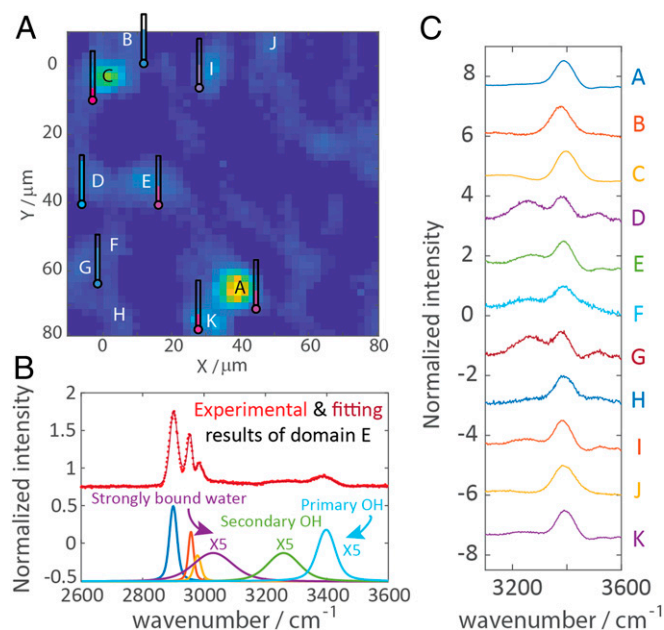 A
B
J
C
I
D
E
F
G
A
H
K
0
20
40
60
80
Y/μm
0
20
40
60
80
X /μm
B
Experimental & fitting
results of domain E
Strongly bound water
Primary OH
Secondary OH
X5
X5
X5
2
1.5
1
0.5
0
-0.5
Normalized intensity
2600
2800
3000
3200
3400
3600
wavenumber / cm⁻¹
C
3200
3600
8
6
4
2
0
-2
-4
-6
-8
Normalized intensity
A
B
C
D
E
F
G
H
I
J
K
3200
3600
wavenumber / cm⁻¹